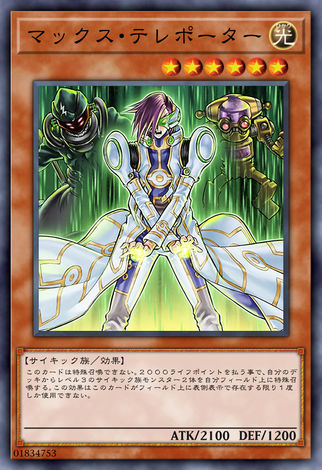 マックス・テレポーター
光
【サイキック族/効果】
このカードは特殊召喚できない。2000ライフポイントを払う事で、自分のデ
ッキからレベル3のサイキック族モンスター2体を自分フィールド上に特殊召
喚する。この効果はこのカードがフィールド上に表側表示で存在する限り1度
しか使用できない。
ATK/2100 DEF/1200
01834753